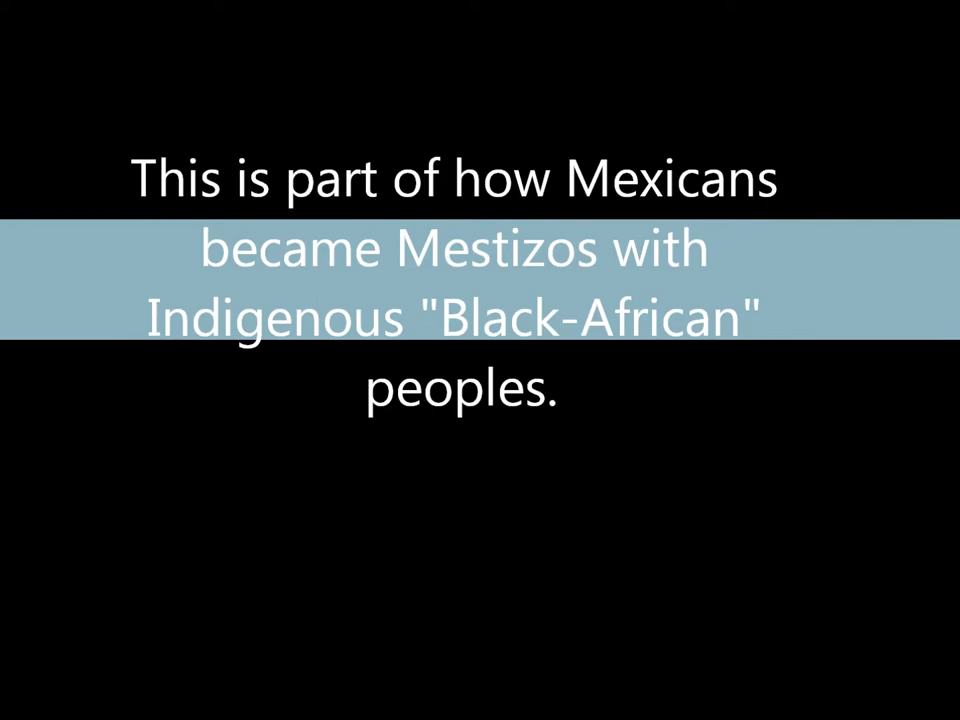 This is part of how Mexicans
became Mestizos with
Indigenous "Black-African"
peoples.